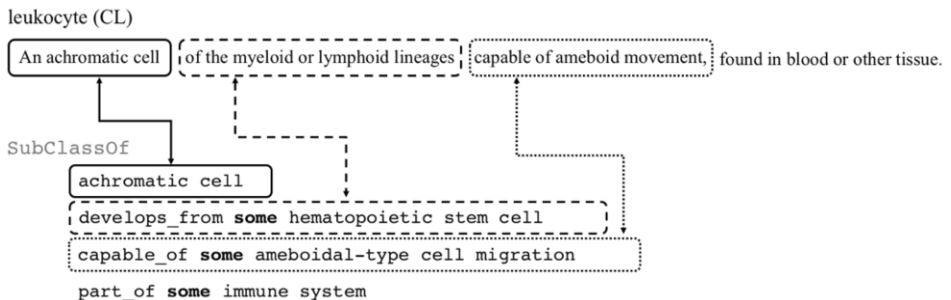 leukocyte (CL)
An achromatic cell of the myeloid or lymphoid lineages capable of ameboid movement, found in blood or other tissue.
SubClassOf
achromatic cell
develops_from some hematopoietic stem cell
capable_of some ameboidal-type cell migration
part_of some immune system